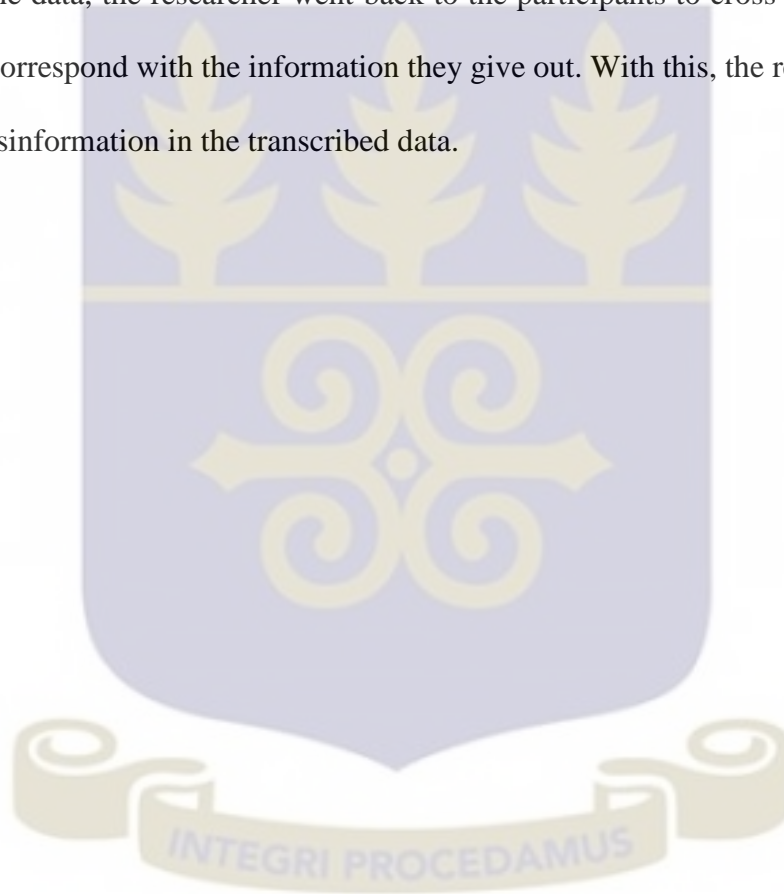 e data, the researcher went back to the participants to cross
orrespond with the information they give out. With this, the r
sinformation in the transcribed data.
INTEGRI PROCEDAMUS